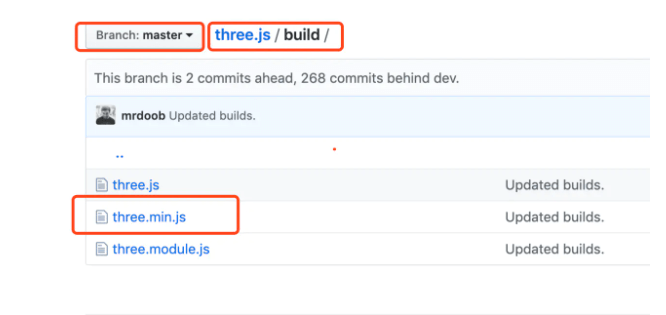 Branch: master three.js / build /
This branch is 2 commits ahead, 268 commits behind dev.
mrdoob Updated builds.
..
three.js Updated builds.
three.min.js Updated builds.
three.module.js Updated builds.